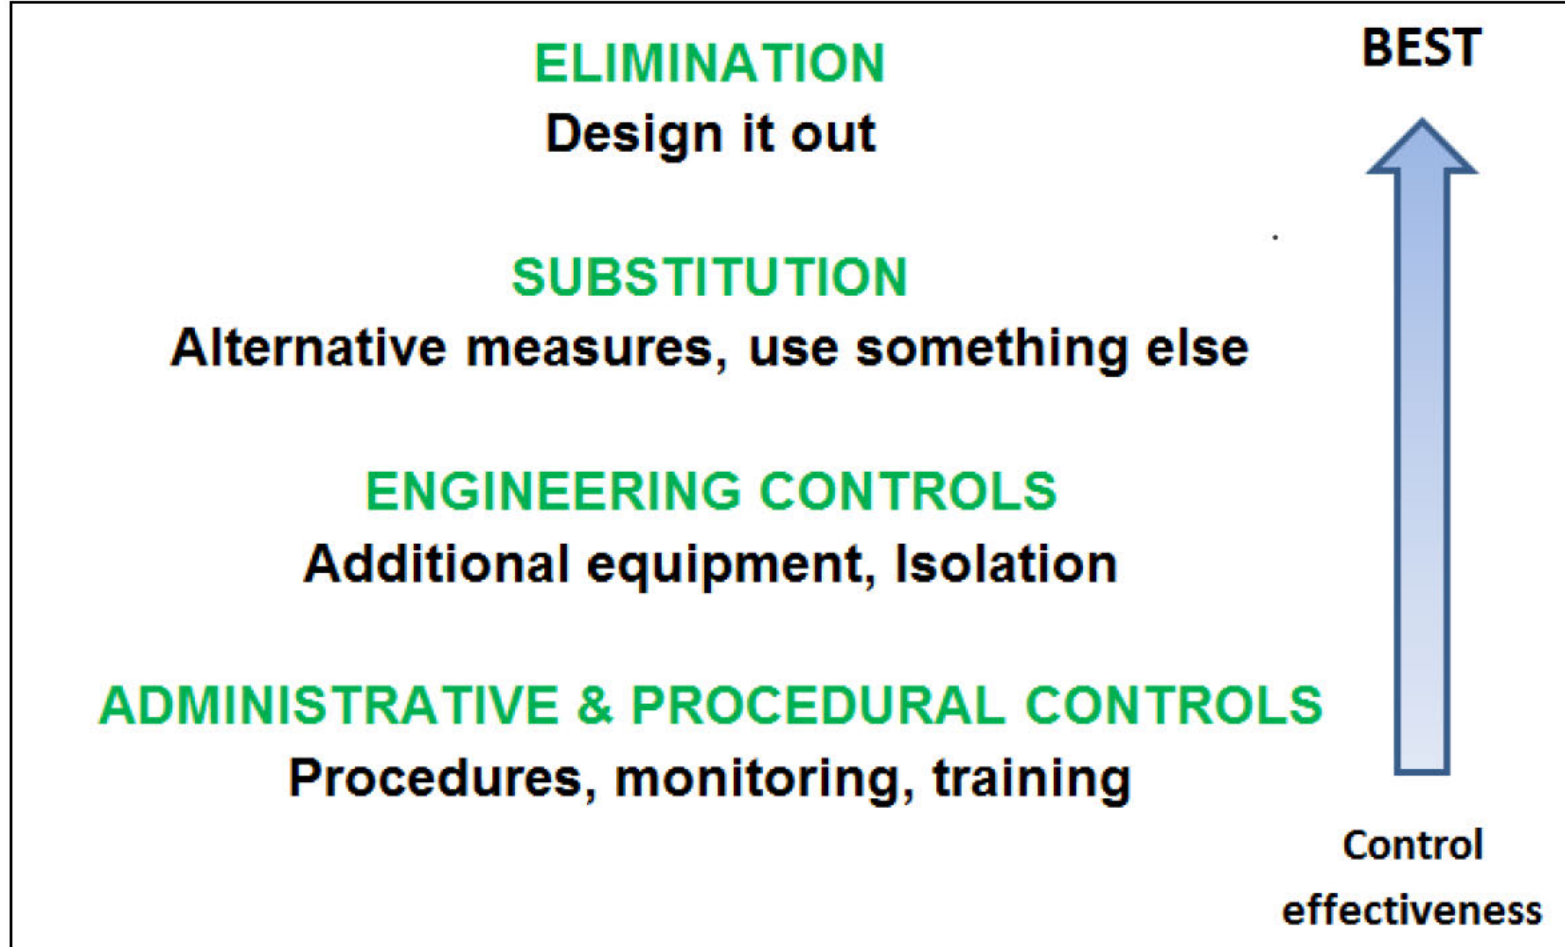 ELIMINATION
Design it out
SUBSTITUTION
Alternative measures, use something else
ENGINEERING CONTROLS
Additional equipment, Isolation
ADMINISTRATIVE & PROCEDURAL CONTROLS
Procedures, monitoring, training
BEST
Control
effectiveness